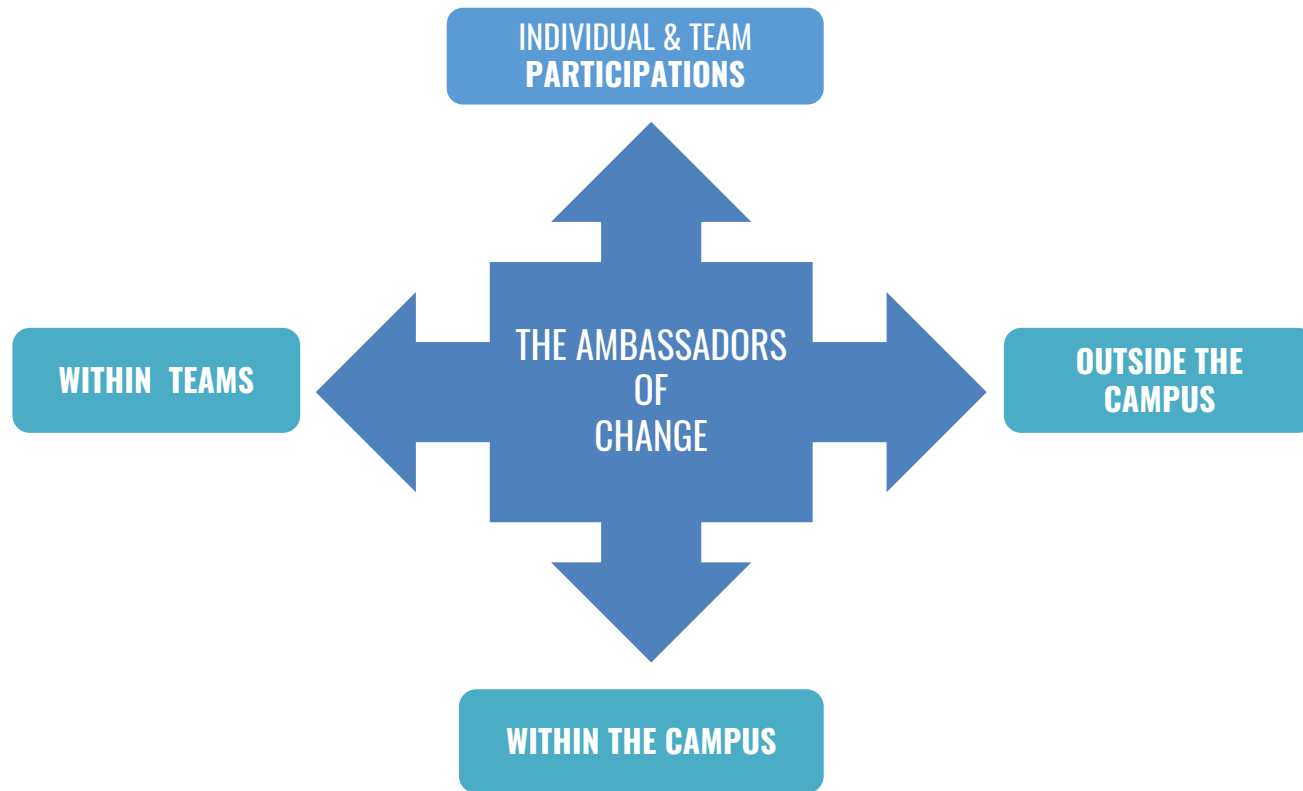 INDIVIDUAL & TEAM
PARTICIPATIONS
THE AMBASSADORS
OF
CHANGE
WITHIN  TEAMS
OUTSIDE THE
CAMPUS
WITHIN THE CAMPUS